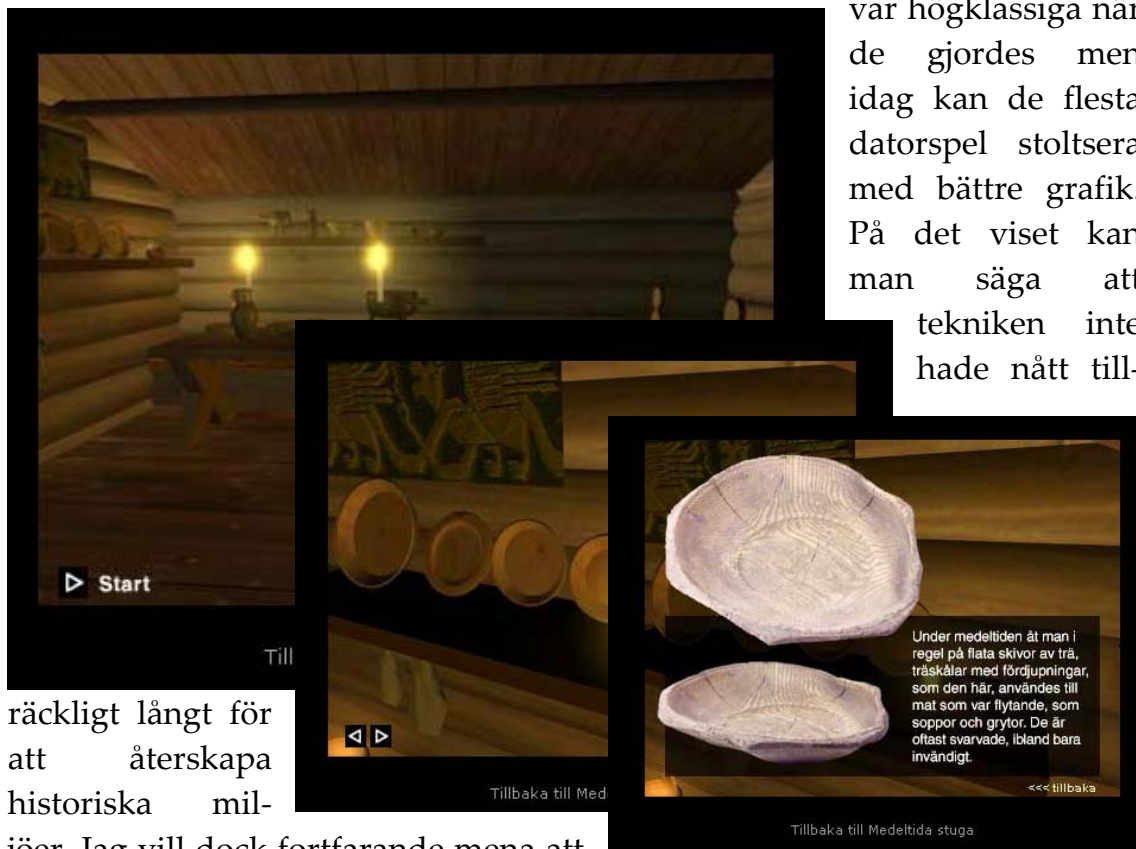 var högklassiga när
de gjordes men
idag kan de flesta
datorspel stoltsera
med bättre grafik.
På det viset kan
man säga att
tekniken inte
hade nått till-
Start
Till
räckligt långt för
att återskapa
historiska mil-
jöer. Jag vill dock fortfarande mena att
Tillbaka till Med
Under medeltiden åt man i
regel på flata skivor av trä,
träskålar med fördjupningar,
som den här, användes till
mat som var flytande, som
soppor och grytor. De är
oftast svarvade, ibland bara
invändigt.
<<< tillbaka
Tillbaka till Medeltida stuga